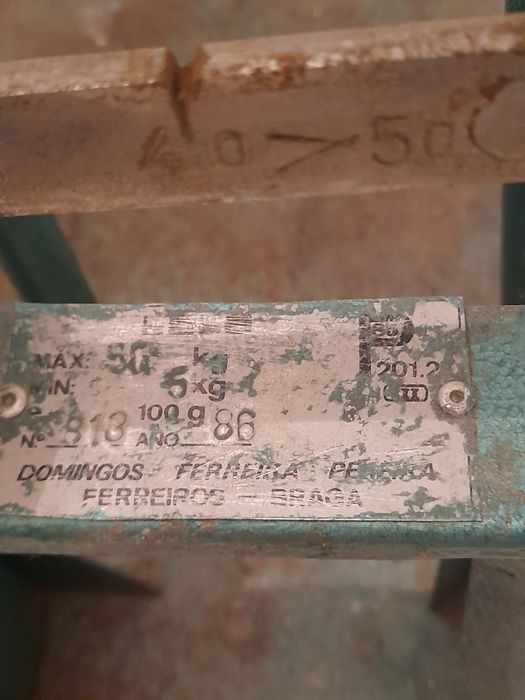 40 > 50
MÁX: 50 kg
MIN: 5 kg
100 g
201.2
Nº 818 ANO 86
III
DOMINGOS FERREIRA PEREIRA
FERREIROS - BRAGA